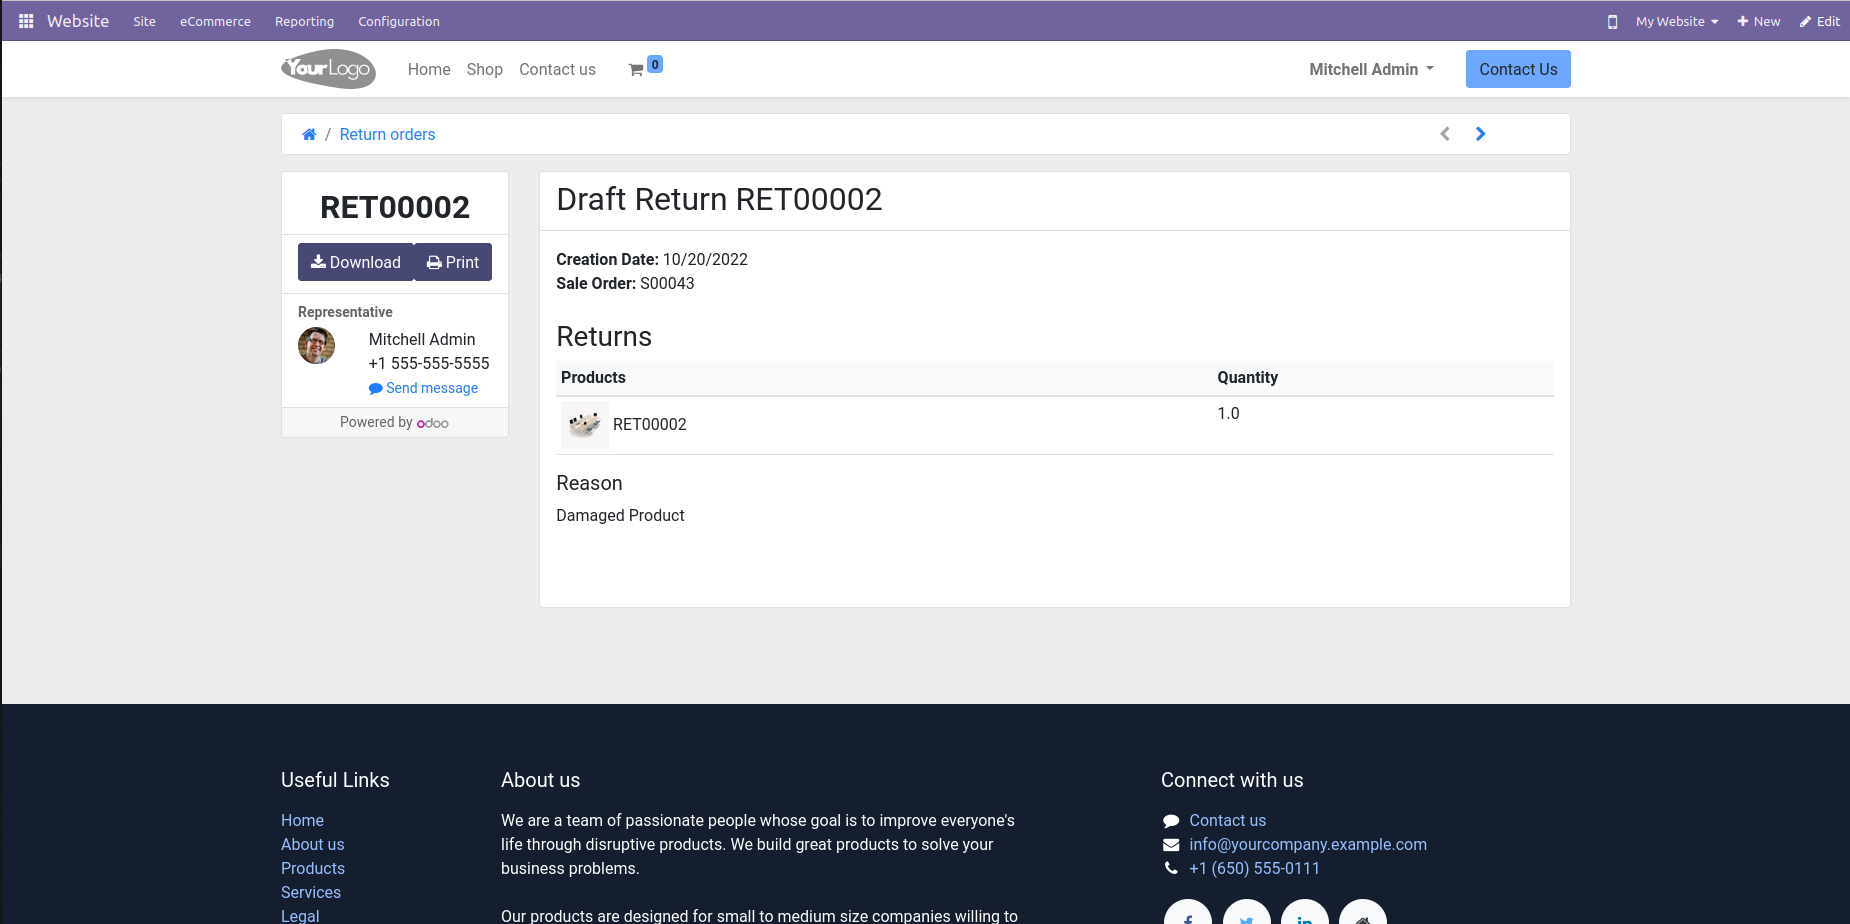 Website Site eCommerce Reporting Configuration My Website New Edit
YourLogo Home Shop Contact us 0 Mitchell Admin Contact Us
/ Return orders
RET00002
Download Print
Representative
Mitchell Admin
+1 555-555-5555
Send message
Powered by odoo
Draft Return RET00002
Creation Date: 10/20/2022
Sale Order: S00043
Returns
Products Quantity
RET00002 1.0
Reason
Damaged Product
Useful Links
Home
About us
Products
Services
Legal
About us
We are a team of passionate people whose goal is to improve everyone's
life through disruptive products. We build great products to solve your
business problems.
Our products are designed for small to medium size companies willing to
Connect with us
Contact us
info@yourcompany.example.com
+1 (650) 555-0111